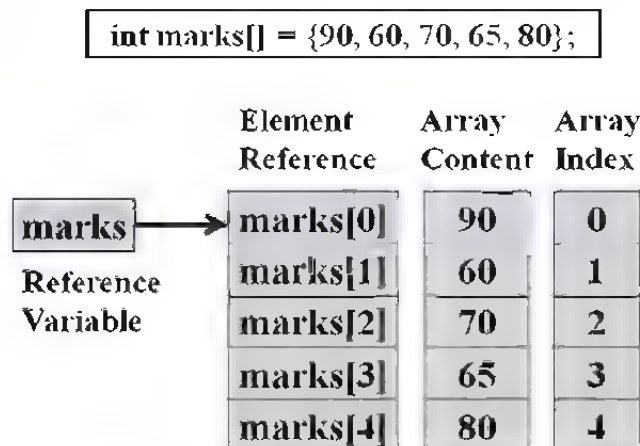 int marks[] = {90, 60, 70, 65, 80};
Element Reference Array Content Array Index
marks
Reference Variable
marks[0] 90 0
marks[1] 60 1
marks[2] 70 2
marks[3] 65 3
marks[4] 80 4